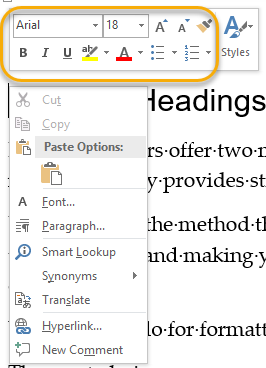 Arial 18 A A
B I U ab A Styles
Headings
Cut
Copy
Paste Options:
rs offer·two·m
y·provides·st
A Font...
Paragraph...
the·method·th
Smart Lookup
and·making·y
Synonyms
Translate
Hyperlink...
lo·for·formatt
New Comment